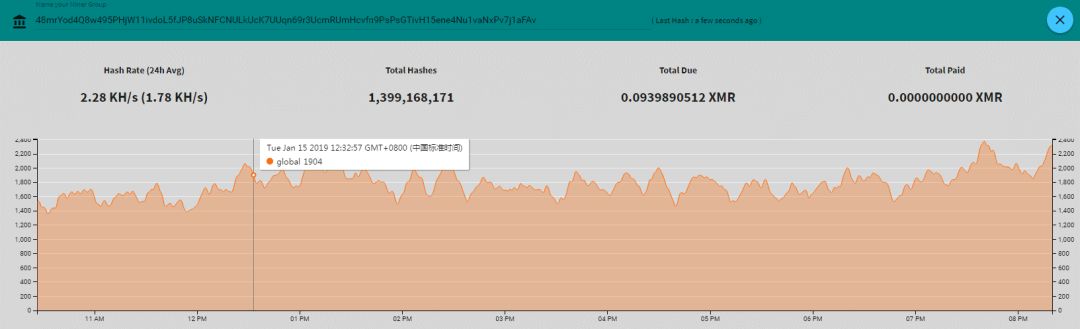 Name your Miner Group
48mrYod4Q8w495PHjW11ivdoL5fJP8uSkNFCNULkUcK7UUqn69r3UcmRUmHcvfn9PsPsGTivH15ene4Nu1vaNxPv7j1aFAv ( Last Hash : a few seconds ago )
Hash Rate (24h Avg) Total Hashes Total Due Total Paid
2.28 KH/s (1.78 KH/s) 1,399,168,171 0.0939890512 XMR 0.0000000000 XMR
Tue Jan 15 2019 12:32:57 GMT+0800 (中国标准时间)
global 1904
2,400 2,400
2,200 2,200
2,000 2,000
1,800 1,800
1,600 1,600
1,400 1,400
1,200 1,200
1,000 1,000
800 800
600 600
400 400
200 200
0 0
11 AM 12 PM 01 PM 02 PM 03 PM 04 PM 05 PM 06 PM 07 PM 08 PM